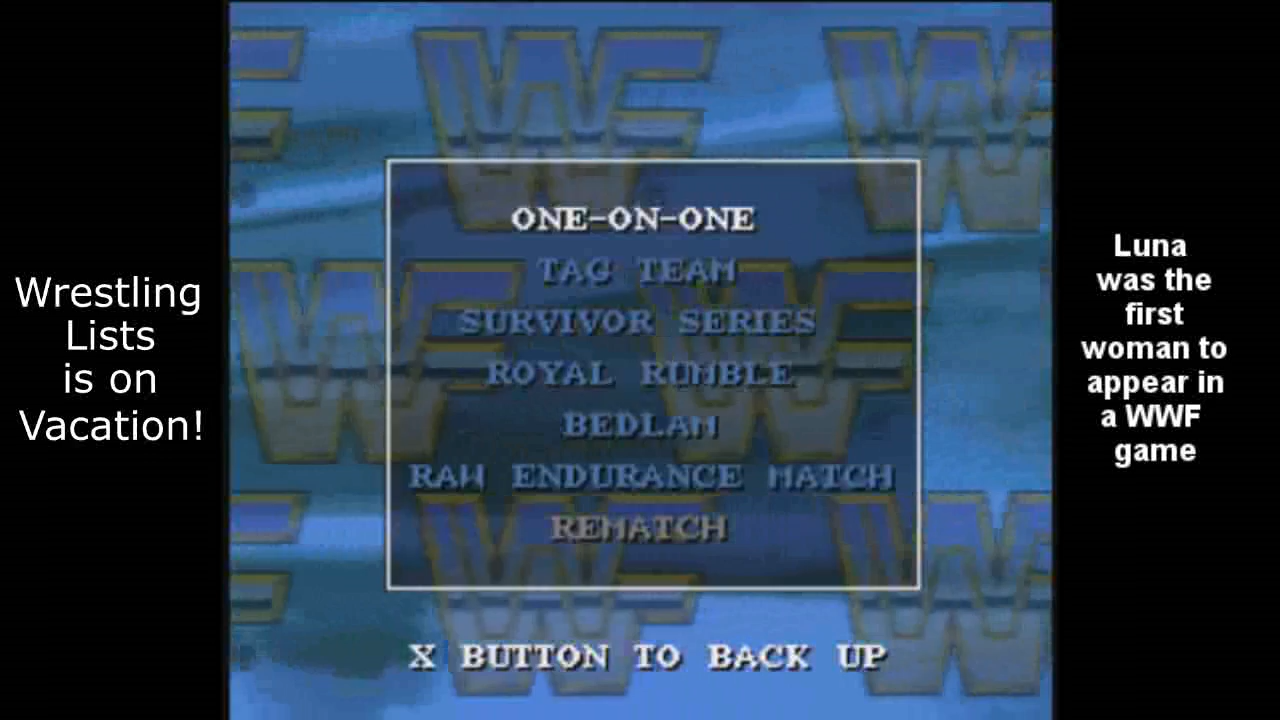 Wrestling
Lists
is on
Vacation!
ONE-ON-ONE
TAG TEAM
SURVIVOR SERIES
ROYAL RUMBLE
BEDLAM
RAW ENDURANCE MATCH
REMATCH
X BUTTON TO BACK UP
Luna
was the
first
woman to
appear in
a WWF
game